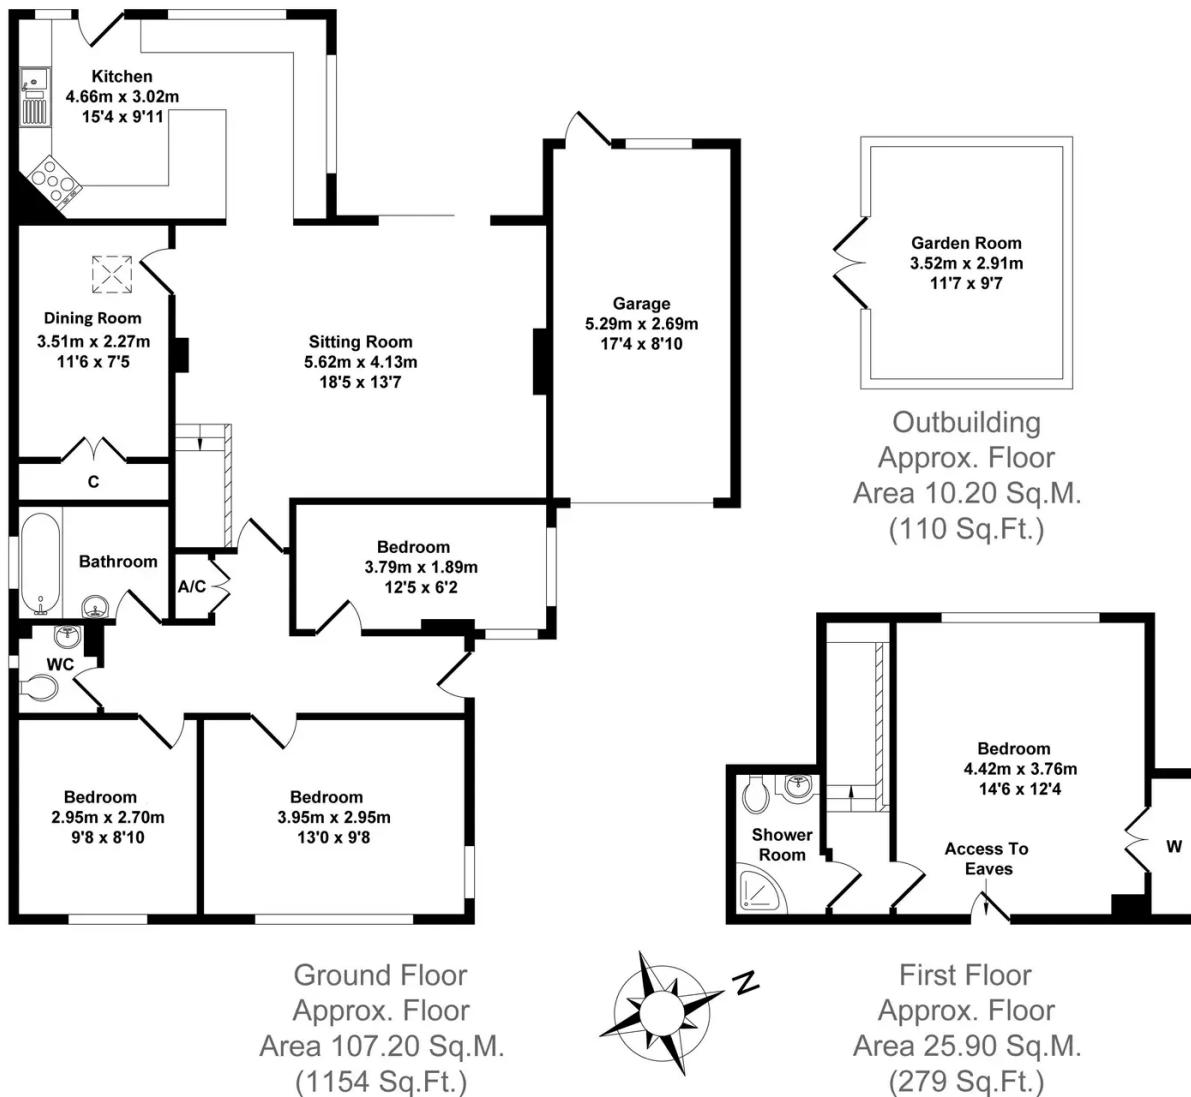 Kitchen
4.66m x 3.02m
15'4 x 9'11
Dining Room
3.51m x 2.27m
11'6 x 7'5
C
Sitting Room
5.62m x 4.13m
18'5 x 13'7
Garage
5.29m x 2.69m
17'4 x 8'10
Bathroom
A/C
Bedroom
3.79m x 1.89m
12'5 x 6'2
WC
Bedroom
2.95m x 2.70m
9'8 x 8'10
Bedroom
3.95m x 2.95m
13'0 x 9'8
Ground Floor
Approx. Floor
Area 107.20 Sq.M.
(1154 Sq.Ft.)
N
Garden Room
3.52m x 2.91m
11'7 x 9'7
Outbuilding
Approx. Floor
Area 10.20 Sq.M.
(110 Sq.Ft.)
Bedroom
4.42m x 3.76m
14'6 x 12'4
Shower
Room
Access To
Eaves
W
First Floor
Approx. Floor
Area 25.90 Sq.M.
(279 Sq.Ft.)